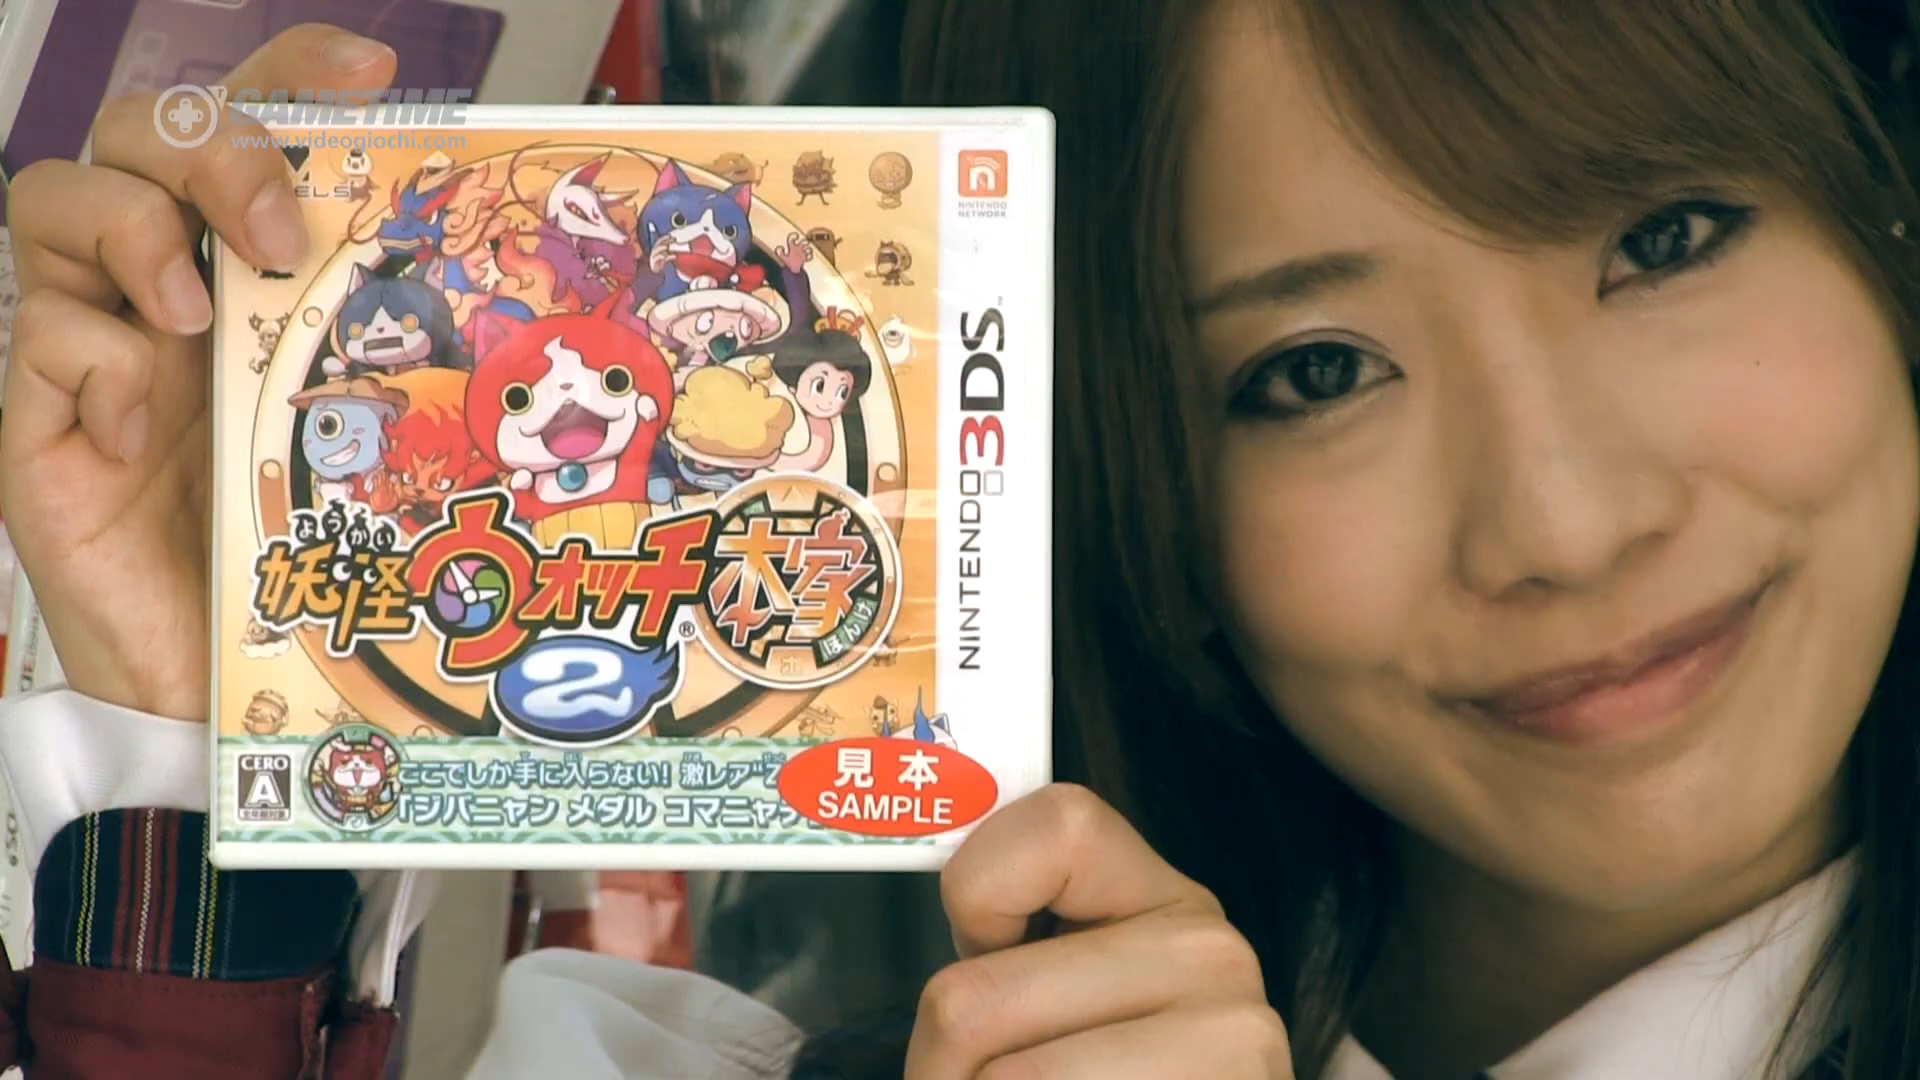 GAMETIME
www.videogiochi.com
NINTENDO
NETWORK
NINTENDO3DS
ようかい
妖怪ウォッチ
®
本家
ほんけ
2
CERO
A
ここでしか手に入らない! 激レア"Z
「ジバニャン メダル コマニャチ
見本
SAMPLE